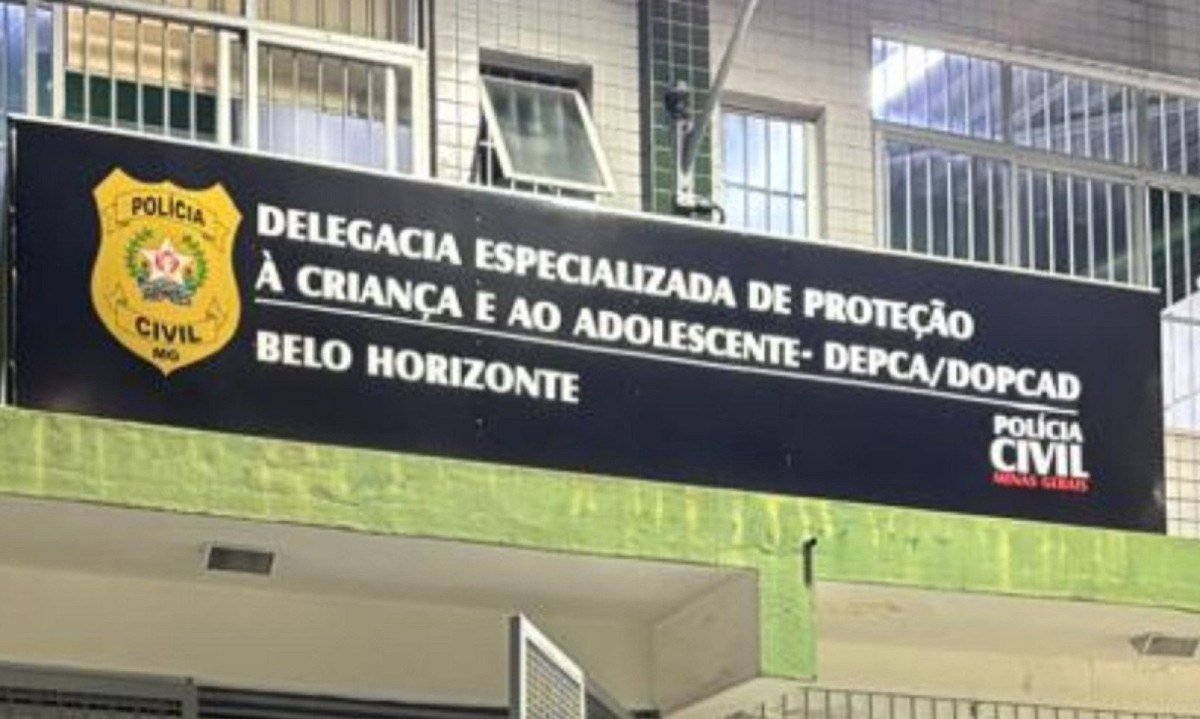 POLÍCIA
CIVIL
MG
DELEGACIA ESPECIALIZADA DE PROTEÇÃO
À CRIANÇA E AO ADOLESCENTE- DEPCA/DOPCAD
BELO HORIZONTE
POLÍCIA
CIVIL
MINAS GERAIS